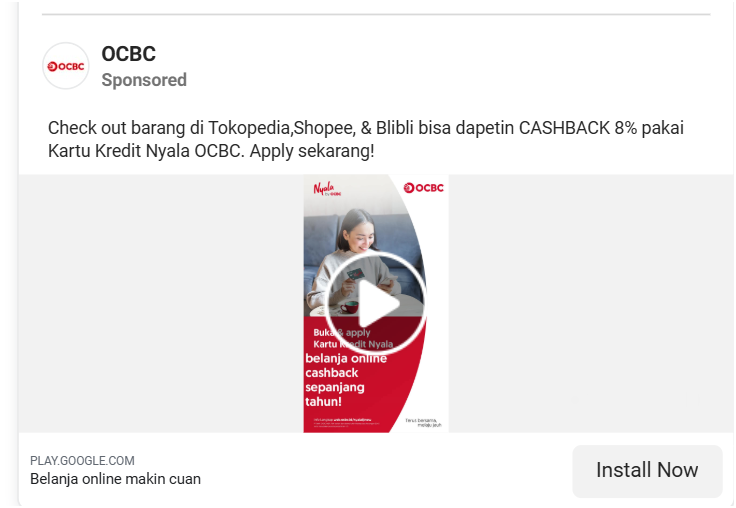 OCBC
OCBC
Sponsored
Check out barang di Tokopedia,Shopee, & Blibli bisa dapetin CASHBACK 8% pakai
Kartu Kredit Nyala OCBC. Apply sekarang!
Nyala
by OCBC
OCBC
Buka & apply
Kartu Kredit Nyala
belanja online
cashback
sepanjang
tahun!
terus bersama,
melaju jauh
PLAY.GOOGLE.COM
Belanja online makin cuan
Install Now